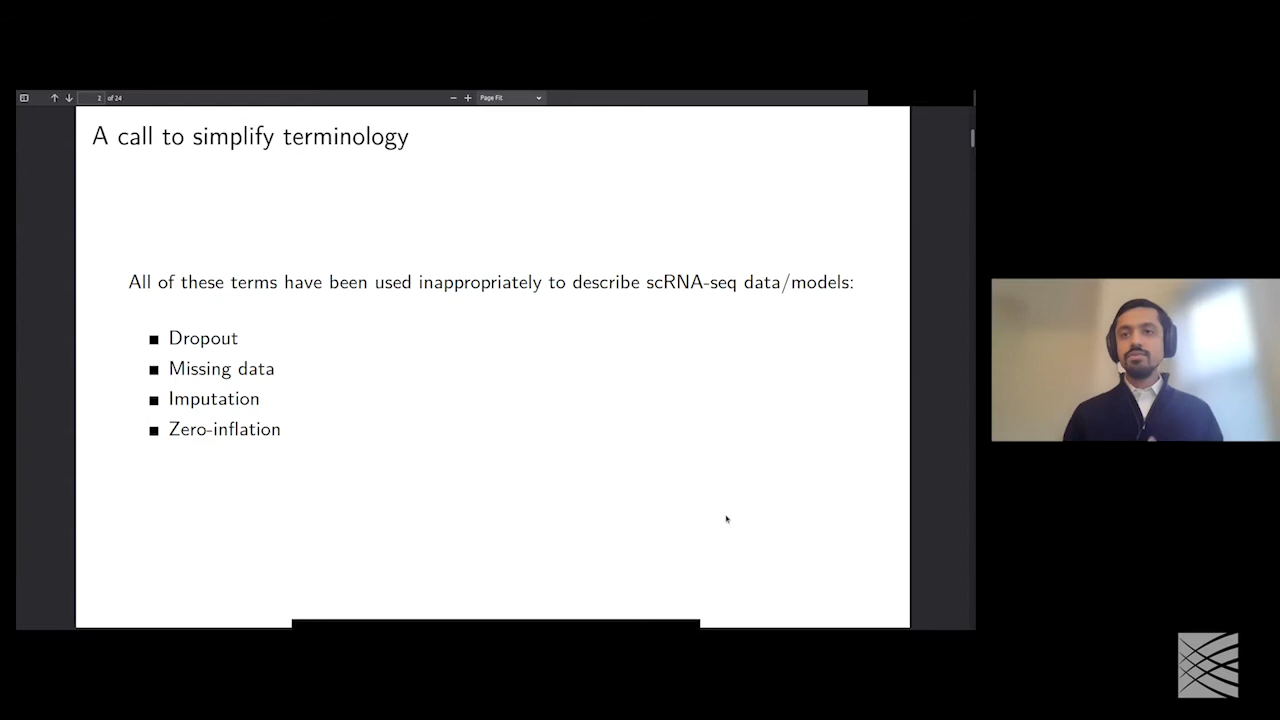 2 of 24
Page Fit
A call to simplify terminology
All of these terms have been used inappropriately to describe scRNA-seq data/models:
Dropout
Missing data
Imputation
Zero-inflation